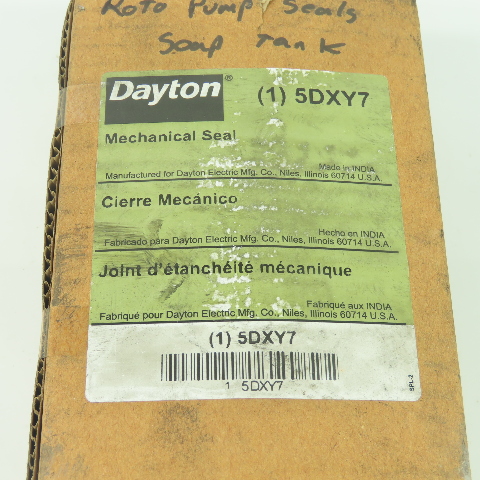 Roto Pump Seals
Soap Tank
Dayton® (1) 5DXY7
Mechanical Seal
Made in INDIA
Manufactured for Dayton Electric Mfg. Co., Niles, Illinois 60714 U.S.A.
Cierre Mecánico
Hecho en INDIA
Fabricado para Dayton Electric Mfg. Co., Niles, Illinois 60714 U.S.A.
Joint d'étanchéité mécanique
Fabriqué aux INDIA
Fabriqué pour Dayton Electric Mfg. Co., Niles, Illinois 60714 U.S.A.
(1) 5DXY7
1 5DXY7
SPL-2